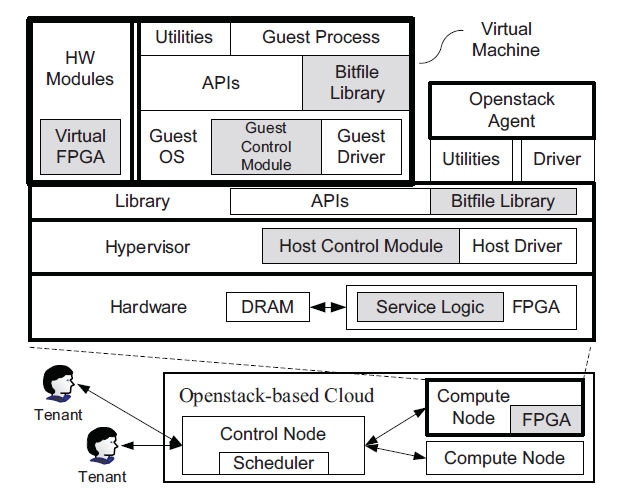 HW
Modules
Virtual
FPGA
Utilities
Guest Process
APIs
Bitfile
Library
Guest
OS
Guest
Control
Module
Guest
Driver
Virtual
Machine
Openstack
Agent
Utilities
Driver
Library
APIs
Bitfile Library
Hypervisor
Host Control Module
Host Driver
Hardware
DRAM
Service Logic
FPGA
Tenant
Tenant
Openstack-based Cloud
Control Node
Scheduler
Compute
Node
FPGA
Compute Node